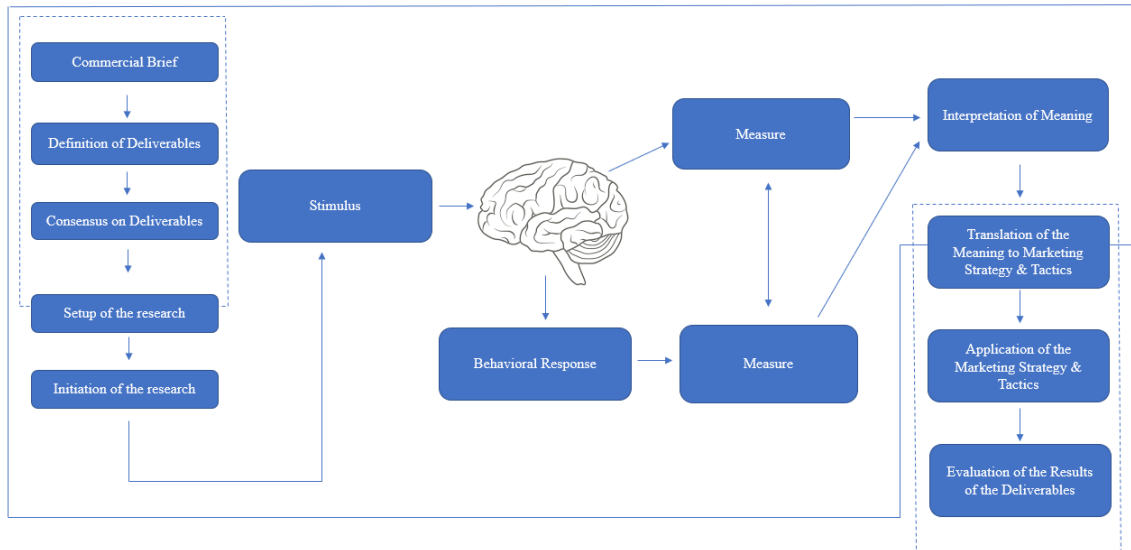 Commercial Brief
Definition of Deliverables
Consensus on Deliverables
Setup of the research
Initiation of the research
Stimulus
Behavioral Response
Measure
Measure
Interpretation of Meaning
Translation of the
Meaning to Marketing
Strategy & Tactics
Application of the
Marketing Strategy &
Tactics
Evaluation of the Results
of the Deliverables